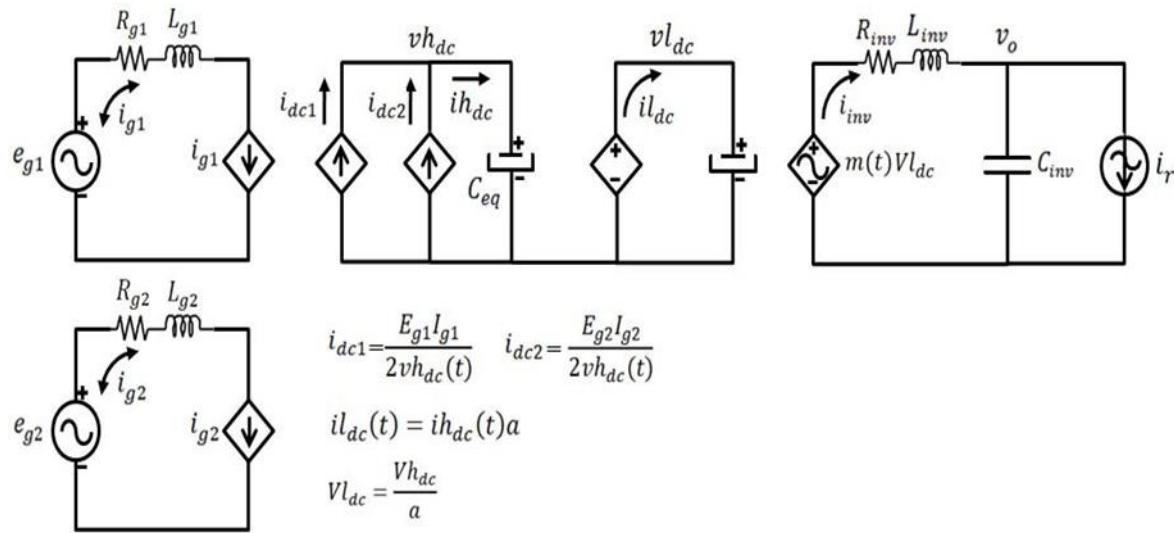 R_{g1} L_{g1}
i_{g1}
e_{g1}
+
-
i_{g1}
vh_{dc}
i_{dc1}
i_{dc2}
ih_{dc}
+
-
C_{eq}
vl_{dc}
il_{dc}
+
-
+
-
R_{inv} L_{inv}
v_o
i_{inv}
+
-
m(t)Vl_{dc}
C_{inv}
i_r
R_{g2} L_{g2}
i_{g2}
e_{g2}
+
-
i_{g2}
i_{dc1}=\frac{E_{g1}I_{g1}}{2vh_{dc}(t)} i_{dc2}=\frac{E_{g2}I_{g2}}{2vh_{dc}(t)}
il_{dc}(t) = ih_{dc}(t)a
Vl_{dc} = \frac{Vh_{dc}}{a}